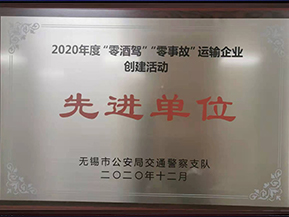 2020年度“零酒驾”“零事故”运输企业
创建活动
先进单位
无锡市公安局交通警察支队
二〇二〇年十二月